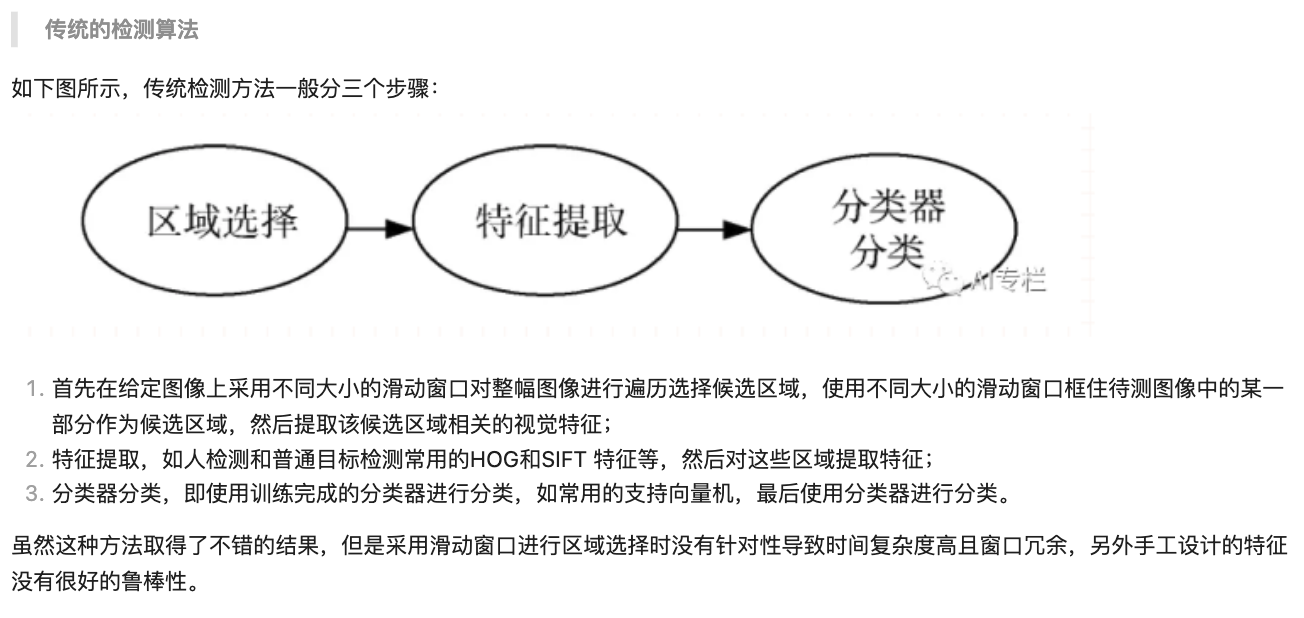 传统的检测算法
如下图所示，传统检测方法一般分三个步骤：
区域选择
特征提取
分类器
分类
AI专栏
1. 首先在给定图像上采用不同大小的滑动窗口对整幅图像进行遍历选择候选区域，使用不同大小的滑动窗口框住待测图像中的某一
部分作为候选区域，然后提取该候选区域相关的视觉特征；
2. 特征提取，如人检测和普通目标检测常用的HOG和SIFT 特征等，然后对这些区域提取特征；
3. 分类器分类，即使用训练完成的分类器进行分类，如常用的支持向量机，最后使用分类器进行分类。
虽然这种方法取得了不错的结果，但是采用滑动窗口进行区域选择时没有针对性导致时间复杂度高且窗口冗余，另外手工设计的特征
没有很好的鲁棒性。